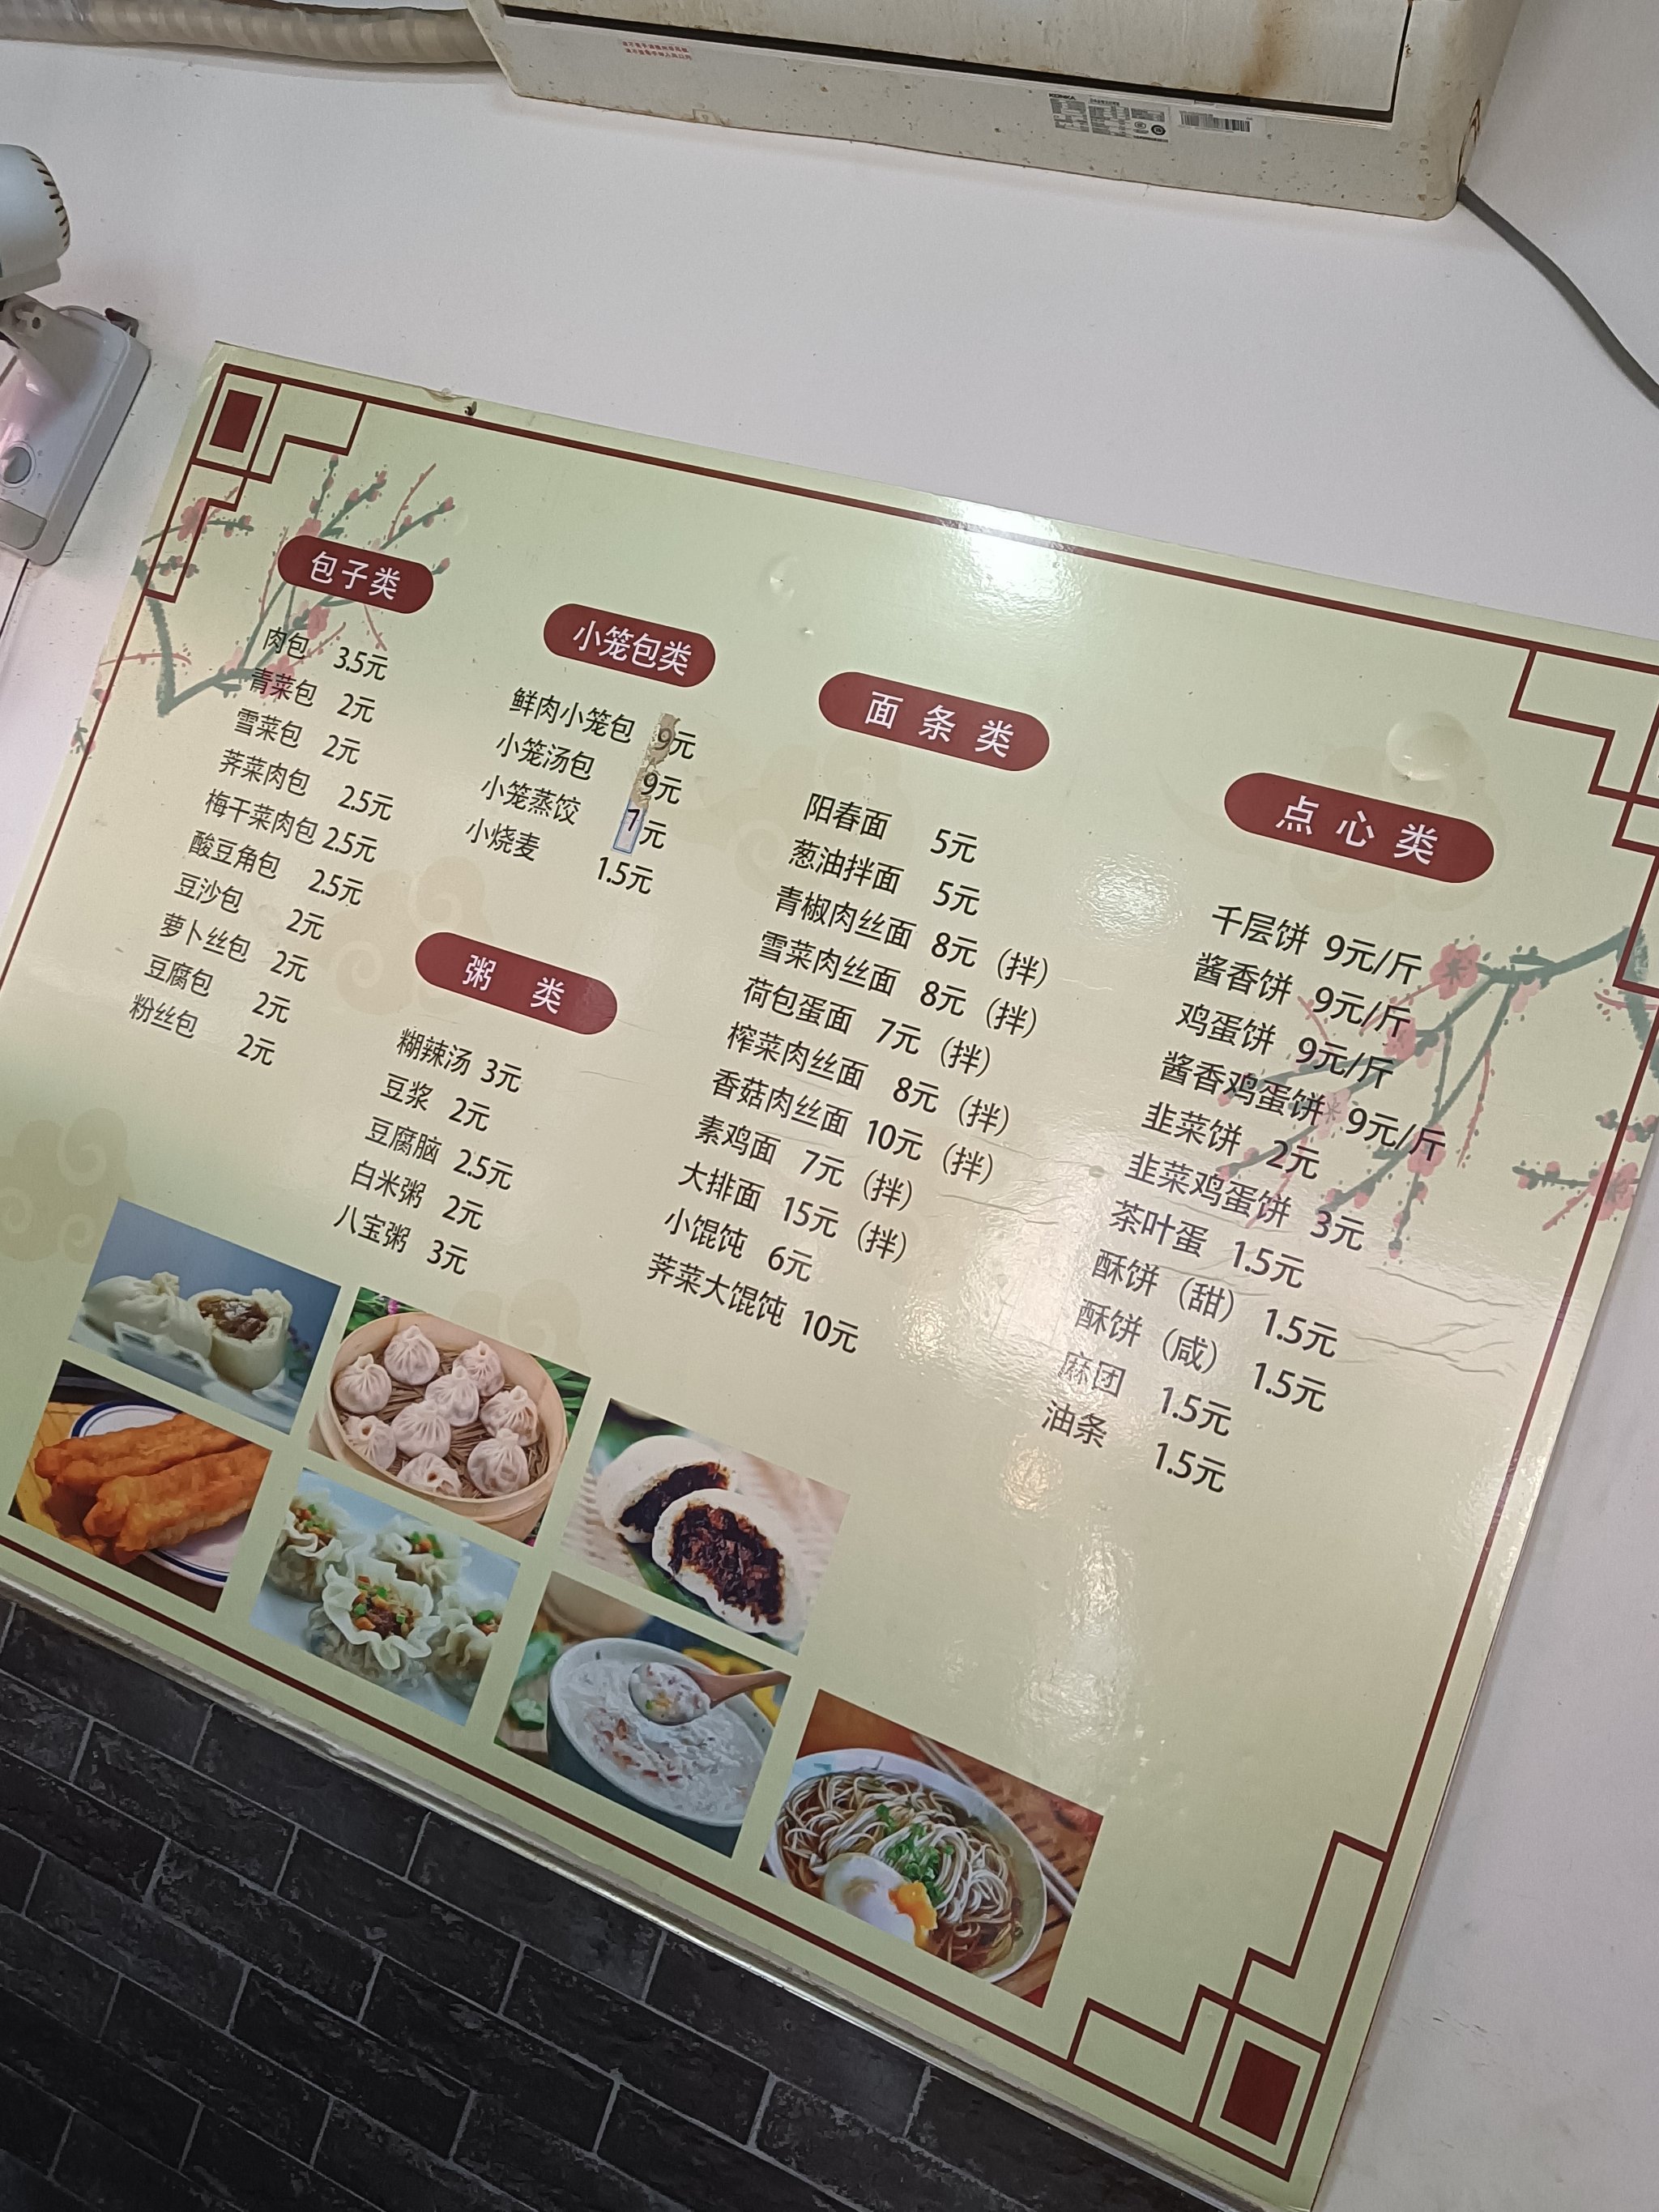 KONKA
包子类
肉包 3.5元
青菜包 2元
雪菜包 2元
荠菜肉包 2.5元
梅干菜肉包 2.5元
酸豆角包 2.5元
豆沙包 2元
萝卜丝包 2元
豆腐包 2元
粉丝包 2元
小笼包类
鲜肉小笼包 9元
小笼汤包 9元
小笼蒸饺 7元
小烧麦 1.5元
粥 类
糊辣汤 3元
豆浆 2元
豆腐脑 2.5元
白米粥 2元
八宝粥 3元
面 条 类
阳春面 5元
葱油拌面 5元
青椒肉丝面 8元（拌）
雪菜肉丝面 8元（拌）
荷包蛋面 7元（拌）
榨菜肉丝面 8元（拌）
香菇肉丝面 10元（拌）
素鸡面 7元（拌）
大排面 15元（拌）
小馄饨 6元
荠菜大馄饨 10元
点 心 类
千层饼 9元/斤
酱香饼 9元/斤
鸡蛋饼 9元/斤
酱香鸡蛋饼 9元/斤
韭菜饼 2元
韭菜鸡蛋饼 3元
茶叶蛋 1.5元
酥饼（甜） 1.5元
酥饼（咸） 1.5元
麻团 1.5元
油条 1.5元